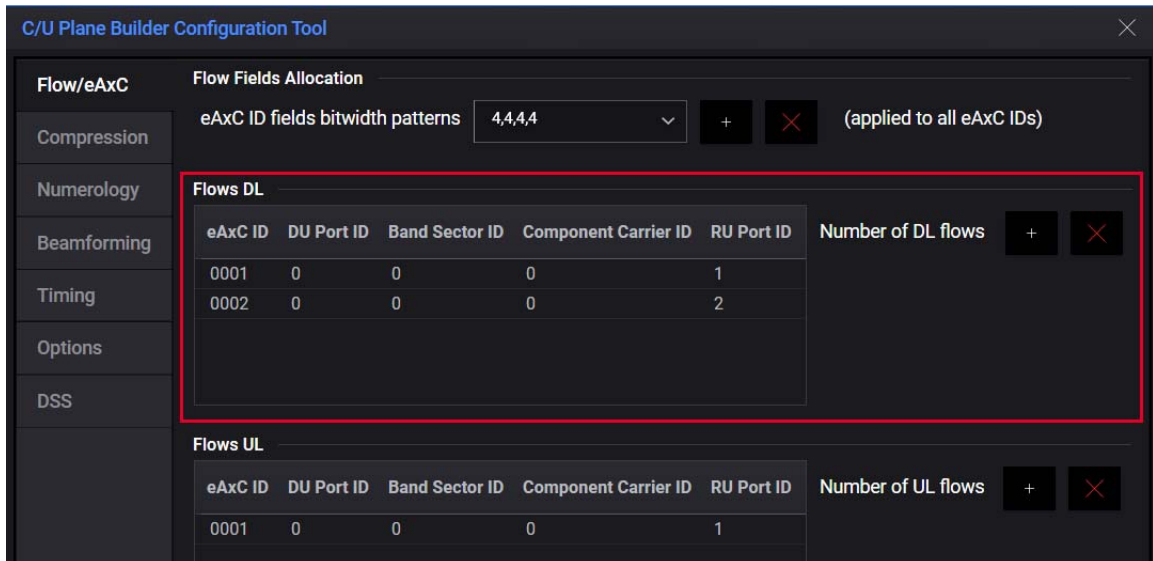 C/U Plane Builder Configuration Tool
Flow/eAxC
Compression
Numerology
Beamforming
Timing
Options
DSS
Flow Fields Allocation
eAxC ID fields bitwidth patterns 4,4,4,4 + (applied to all eAxC IDs)
Flows DL
eAxC ID DU Port ID Band Sector ID Component Carrier ID RU Port ID Number of DL flows +
0001 0 0 0 1
0002 0 0 0 2
Flows UL
eAxC ID DU Port ID Band Sector ID Component Carrier ID RU Port ID Number of UL flows +
0001 0 0 0 1